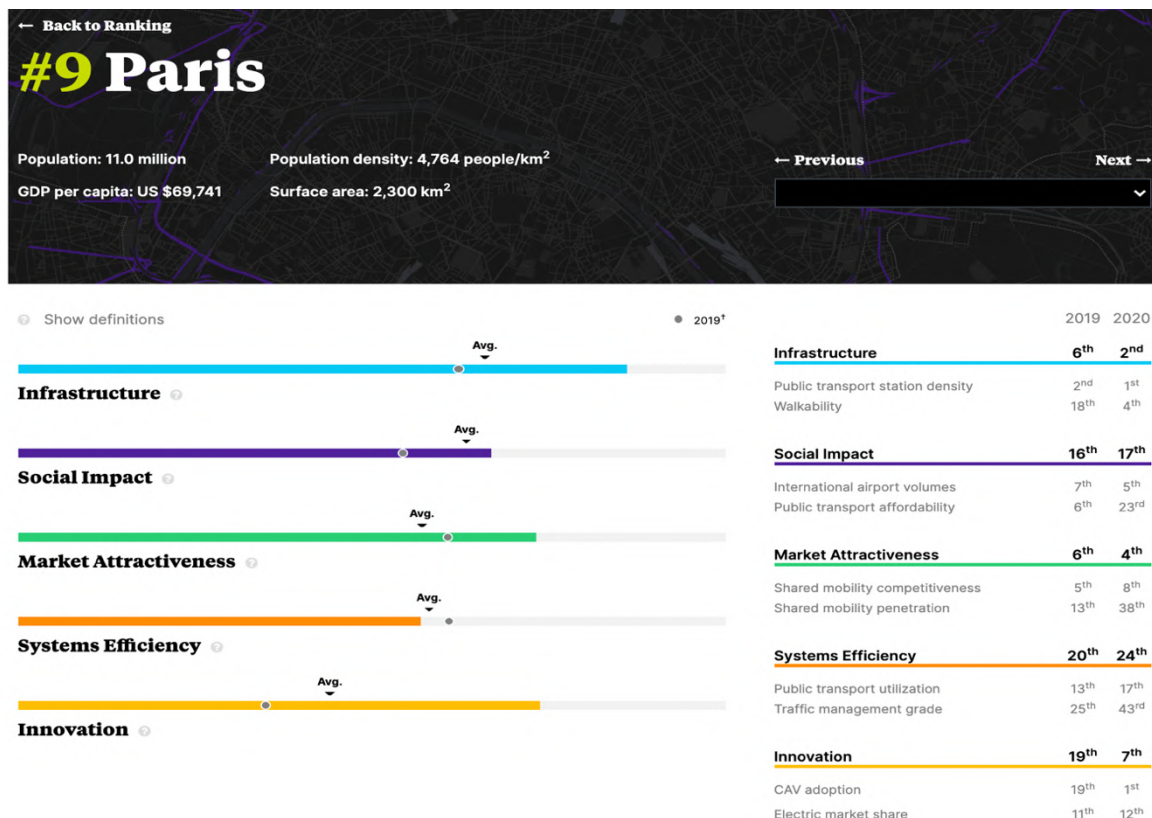 ← Back to Ranking
#9 Paris
Population: 11.0 million
Population density: 4,764 people/km²
GDP per capita: US $69,741
Surface area: 2,300 km²
← Previous
Next →
? Show definitions
2019†
Avg.
Infrastructure ?
Avg.
Social Impact ?
Avg.
Market Attractiveness ?
Avg.
Systems Efficiency ?
Avg.
Innovation ?
2019 2020
Infrastructure 6th 2nd
Public transport station density 2nd 1st
Walkability 18th 4th
Social Impact 16th 17th
International airport volumes 7th 5th
Public transport affordability 6th 23rd
Market Attractiveness 6th 4th
Shared mobility competitiveness 5th 8th
Shared mobility penetration 13th 38th
Systems Efficiency 20th 24th
Public transport utilization 13th 17th
Traffic management grade 25th 43rd
Innovation 19th 7th
CAV adoption 19th 1st
Electric market share 11th 12th